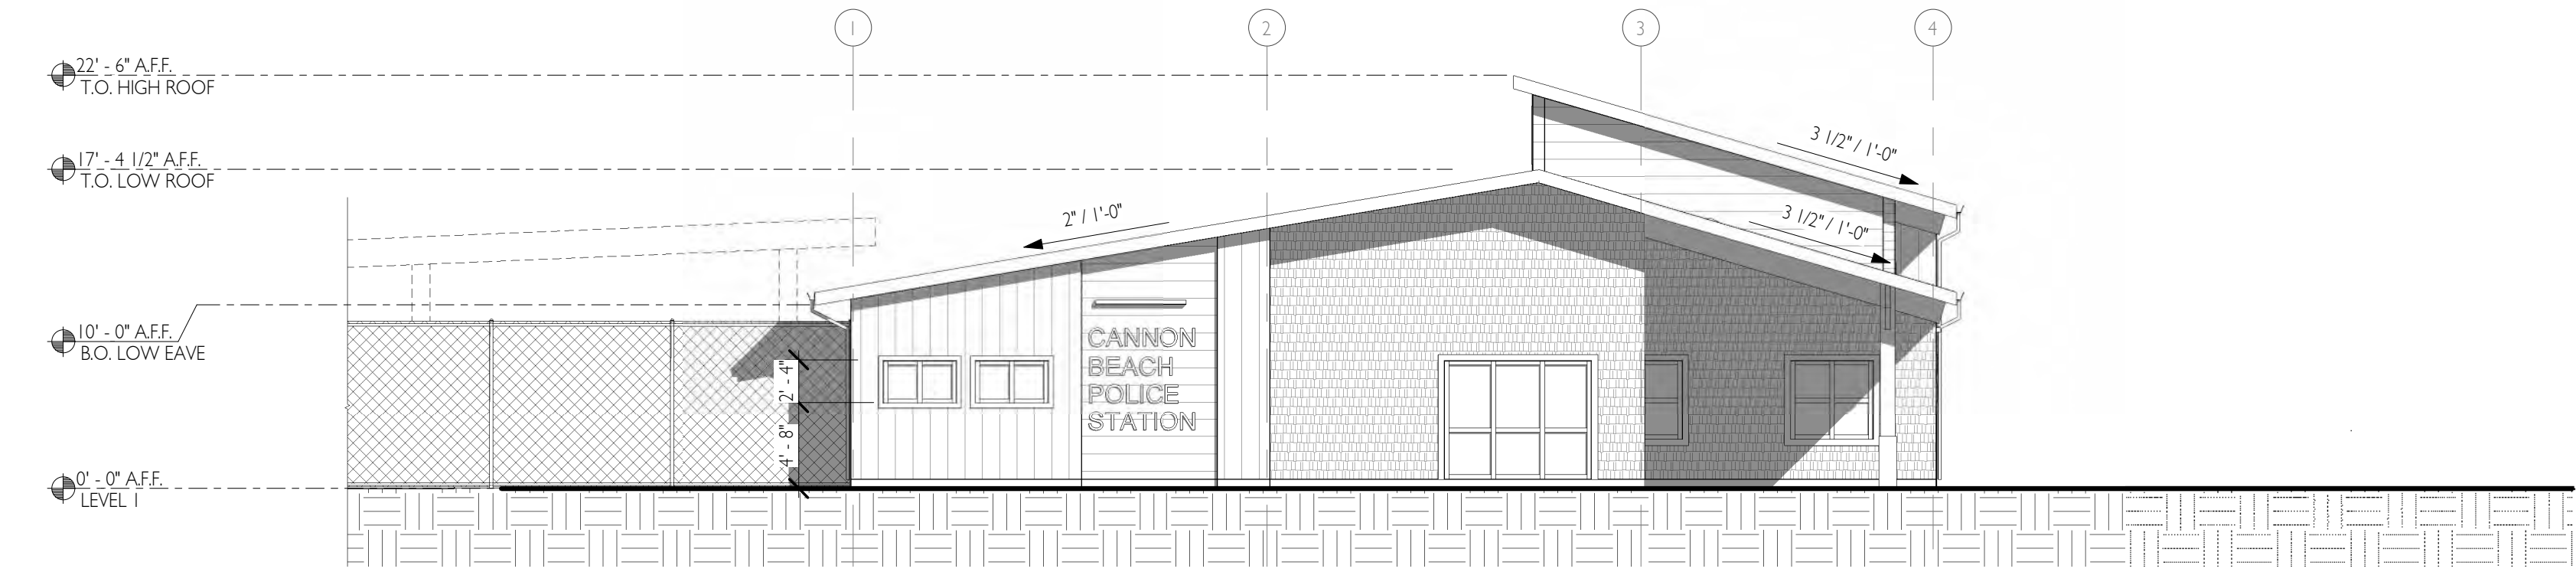 1
2
3
4
22' - 6" A.F.F.
T.O. HIGH ROOF
17' - 4 1/2" A.F.F.
T.O. LOW ROOF
10' - 0" A.F.F.
B.O. LOW EAVE
0' - 0" A.F.F.
LEVEL 1
2" / 1'-0"
3 1/2" / 1'-0"
3 1/2" / 1'-0"
2' - 4"
4' - 8"
CANNON
BEACH
POLICE
STATION